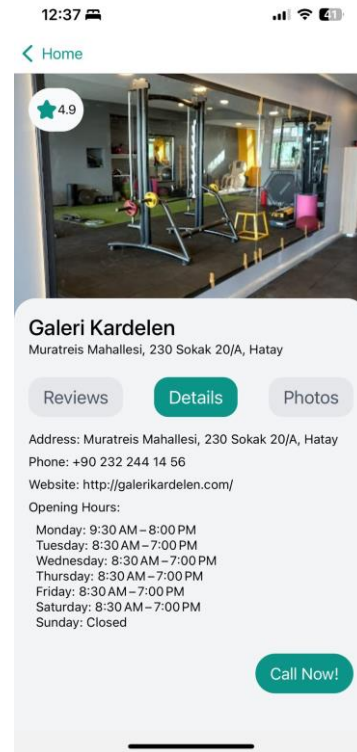 12:37
41
Home
4.9
Galeri Kardelen
Muratreis Mahallesi, 230 Sokak 20/A, Hatay
Reviews
Details
Photos
Address: Muratreis Mahallesi, 230 Sokak 20/A, Hatay
Phone: +90 232 244 14 56
Website: http://galerikardelen.com/
Opening Hours:
Monday: 9:30 AM – 8:00 PM
Tuesday: 8:30 AM – 7:00 PM
Wednesday: 8:30 AM – 7:00 PM
Thursday: 8:30 AM – 7:00 PM
Friday: 8:30 AM – 7:00 PM
Saturday: 8:30 AM – 7:00 PM
Sunday: Closed
Call Now!